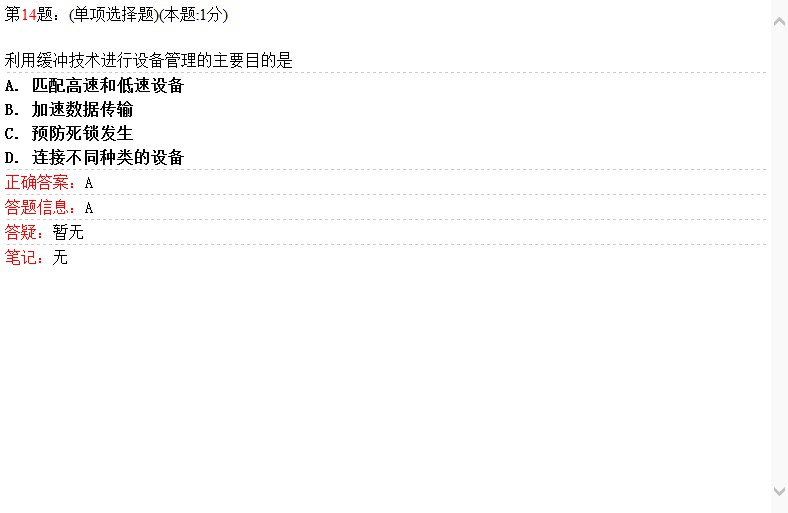 第14题：(单项选择题)(本题:1分)
利用缓冲技术进行设备管理的主要目的是
A. 匹配高速和低速设备
B. 加速数据传输
C. 预防死锁发生
D. 连接不同种类的设备
正确答案：A
答题信息：A
答疑：暂无
笔记：无